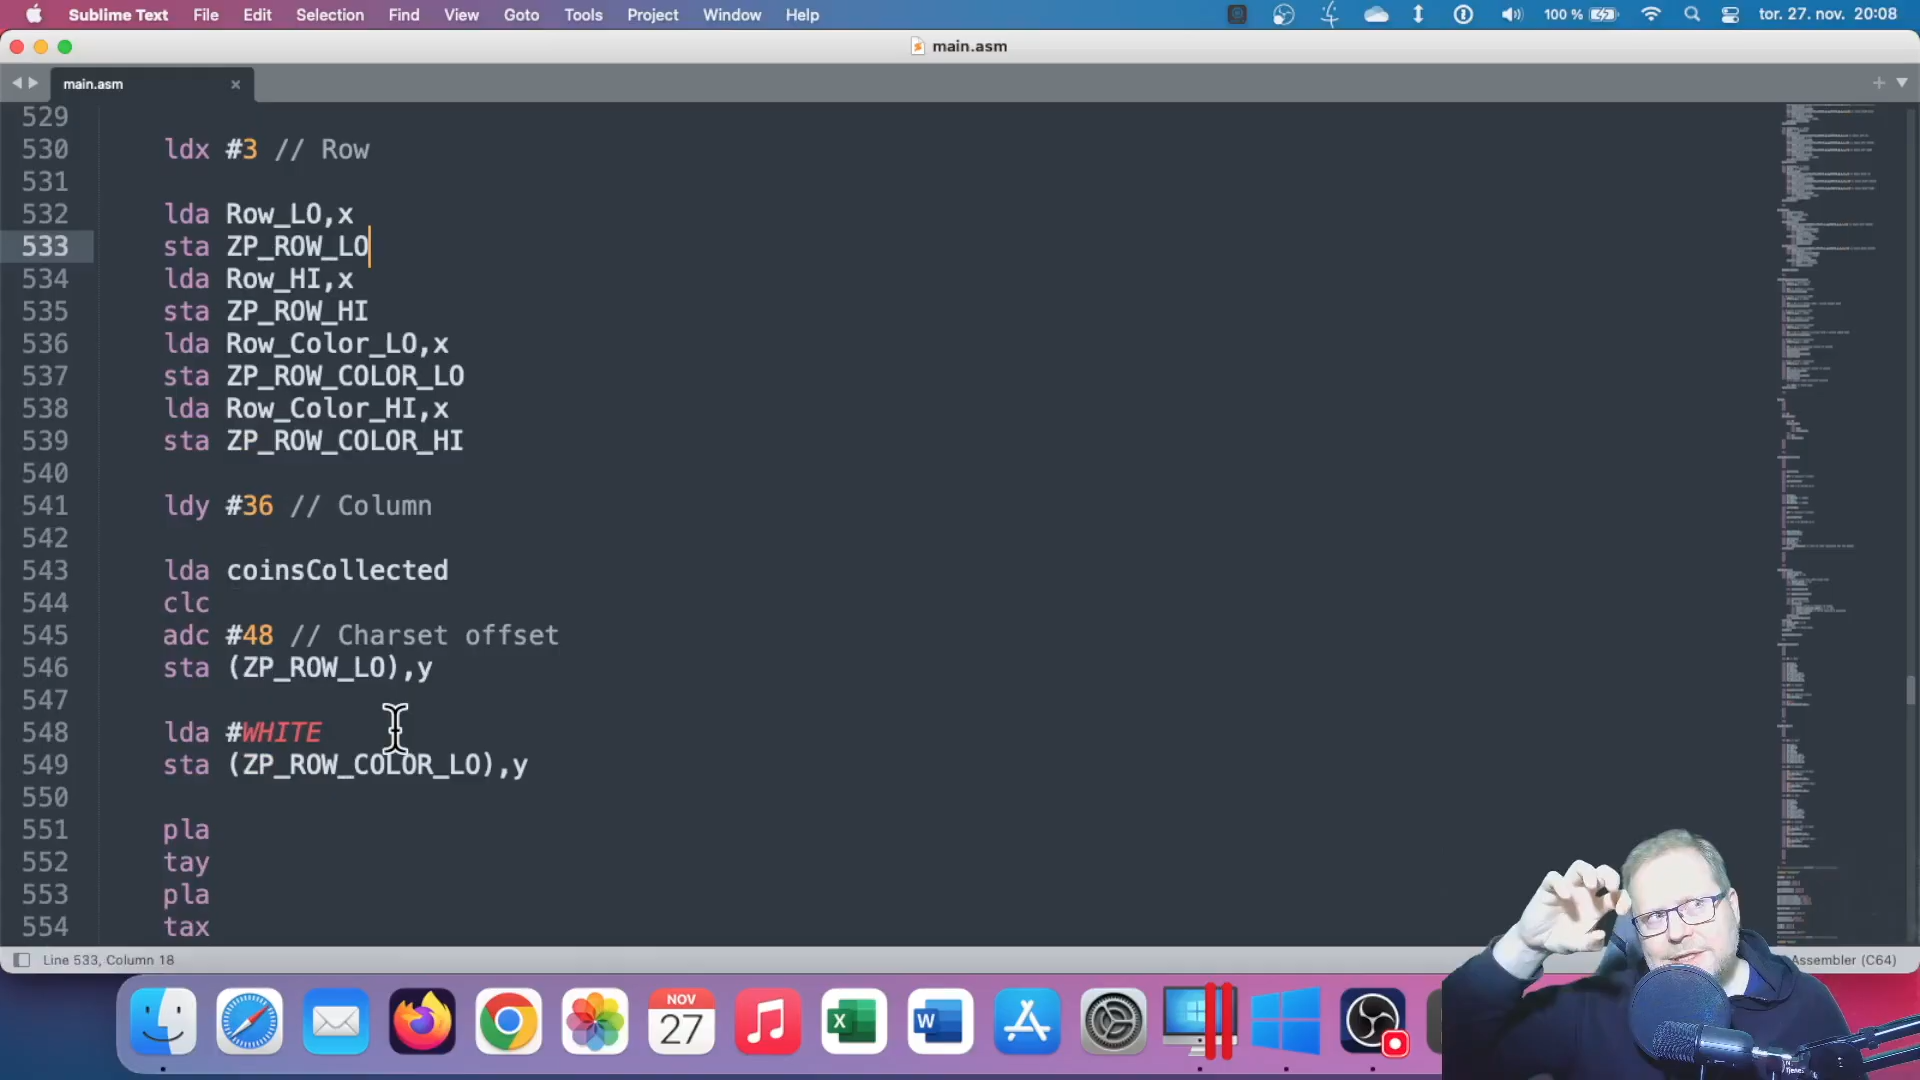 Sublime Text File Edit Selection Find View Goto Tools Project Window Help 100 % tor. 27. nov. 20:08
main.asm
main.asm
529
530 ldx #3 // Row
531
532 lda Row_LO,x
533 sta ZP_ROW_LO
534 lda Row_HI,x
535 sta ZP_ROW_HI
536 lda Row_Color_LO,x
537 sta ZP_ROW_COLOR_LO
538 lda Row_Color_HI,x
539 sta ZP_ROW_COLOR_HI
540
541 ldy #36 // Column
542
543 lda coinsCollected
544 clc
545 adc #48 // Charset offset
546 sta (ZP_ROW_LO),y
547
548 lda #WHITE
549 sta (ZP_ROW_COLOR_LO),y
550
551 pla
552 tay
553 pla
554 tax
Line 533, Column 18 Assembler (C64)
NOV
27
X
W